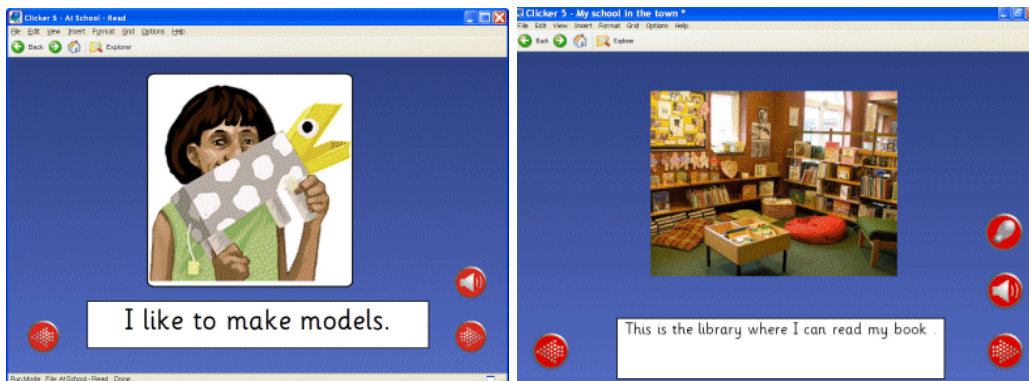 Clicker 5 - At School - Read
File Edit View Insert Format Grid Options Help
Back Explorer
I like to make models.
Run Mode File: At School - Read Done
Clicker 5 - My school in the town *
File Edit View Insert Format Grid Options Help
Back Explorer
This is the library where I can read my book .